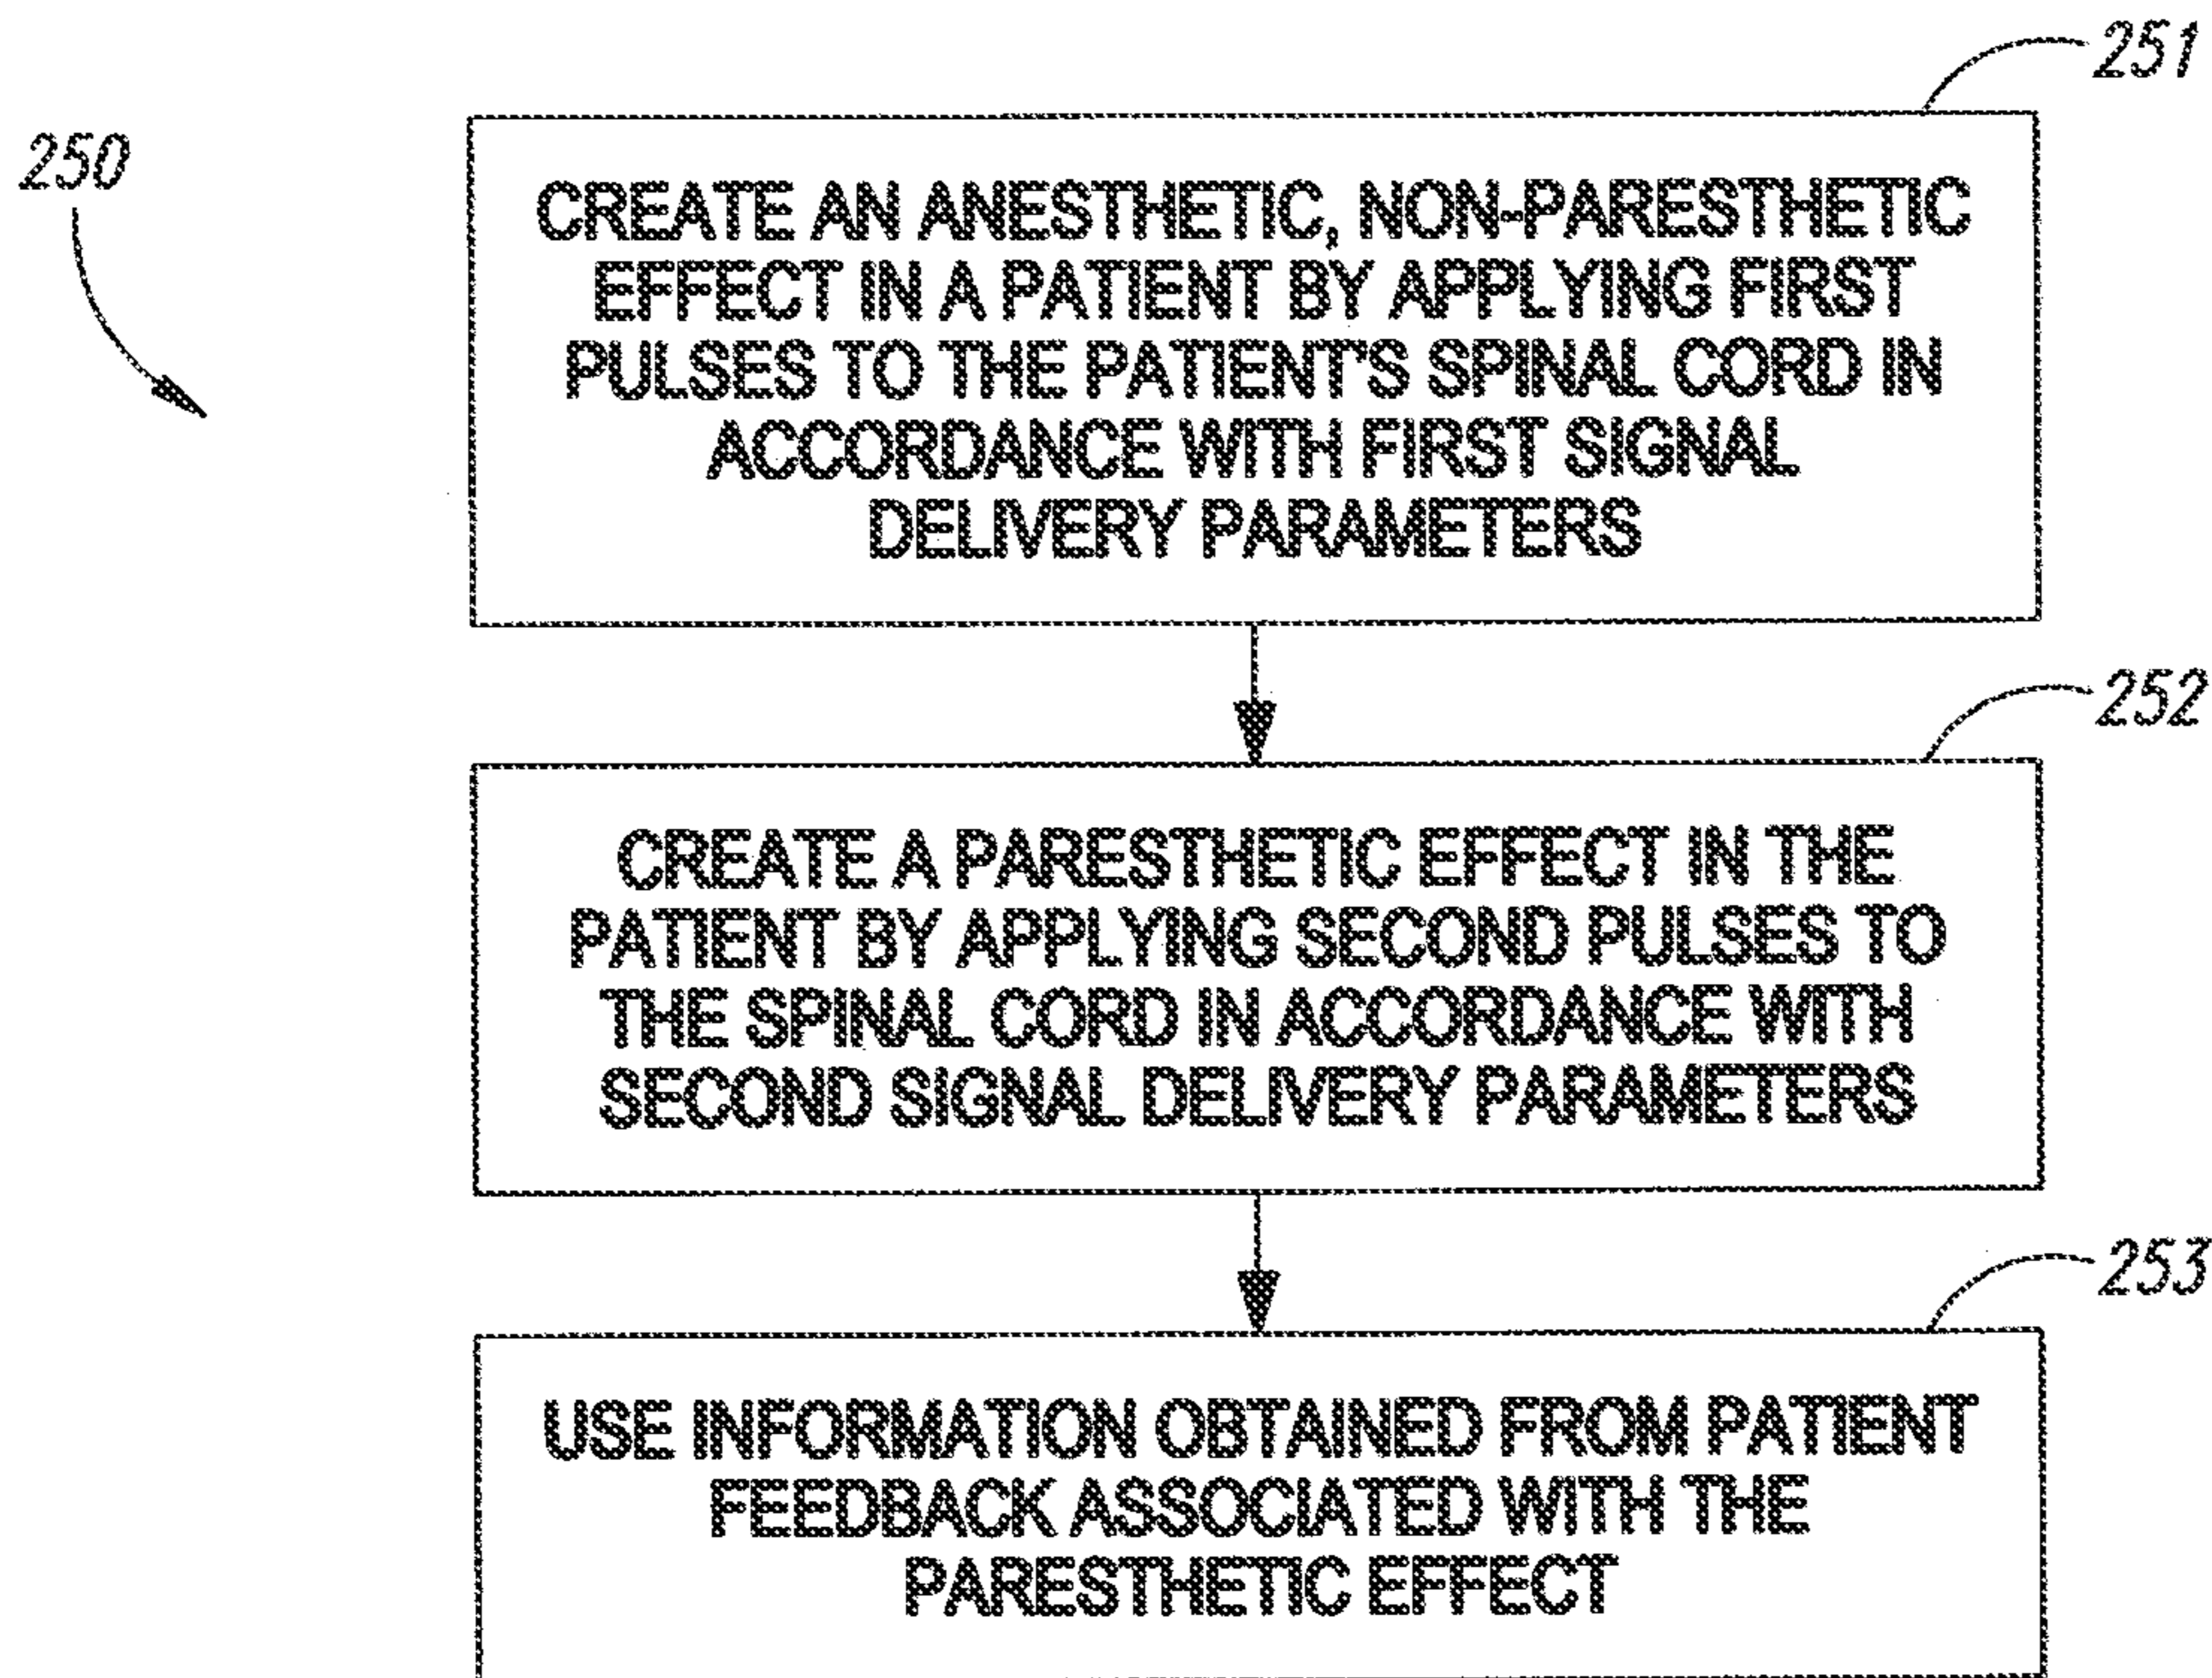 251
250
CREATE AN ANESTHETIC, NON-PARESTHETIC
EFFECT IN A PATIENT BY APPLYING FIRST
PULSES TO THE PATIENT'S SPINAL CORD IN
ACCORDANCE WITH FIRST SIGNAL
DELIVERY PARAMETERS
252
CREATE A PARESTHETIC EFFECT IN THE
PATIENT BY APPLYING SECOND PULSES TO
THE SPINAL CORD IN ACCORDANCE WITH
SECOND SIGNAL DELIVERY PARAMETERS
253
USE INFORMATION OBTAINED FROM PATIENT
FEEDBACK ASSOCIATED WITH THE
PARESTHETIC EFFECT